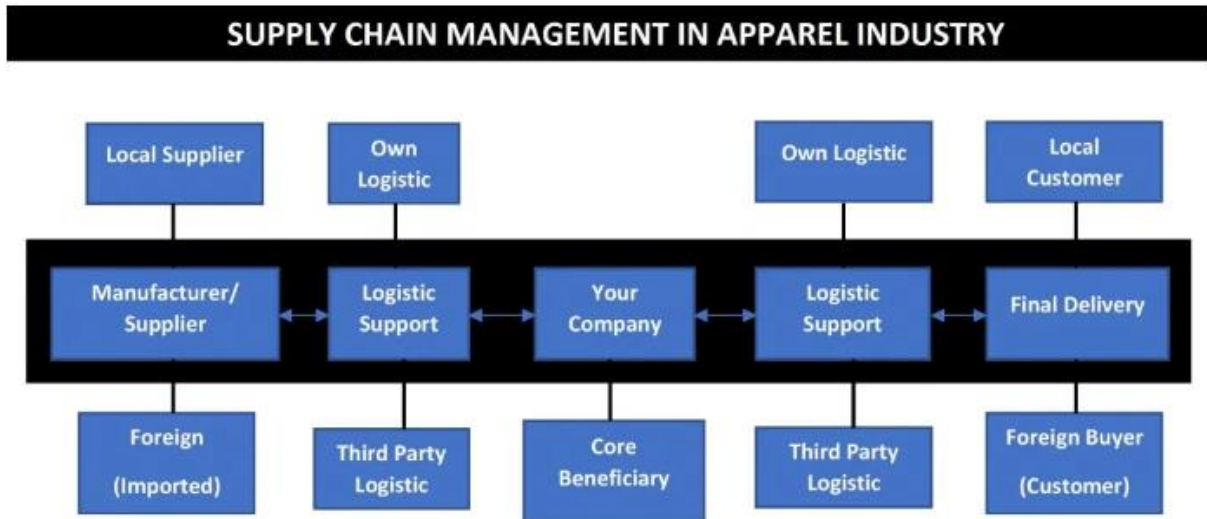 SUPPLY CHAIN MANAGEMENT IN APPAREL INDUSTRY
Local Supplier
Own
Logistic
Own Logistic
Local
Customer
Manufacturer/
Supplier
Logistic
Support
Your
Company
Logistic
Support
Final Delivery
Foreign
(Imported)
Third Party
Logistic
Core
Beneficiary
Third Party
Logistic
Foreign Buyer
(Customer)